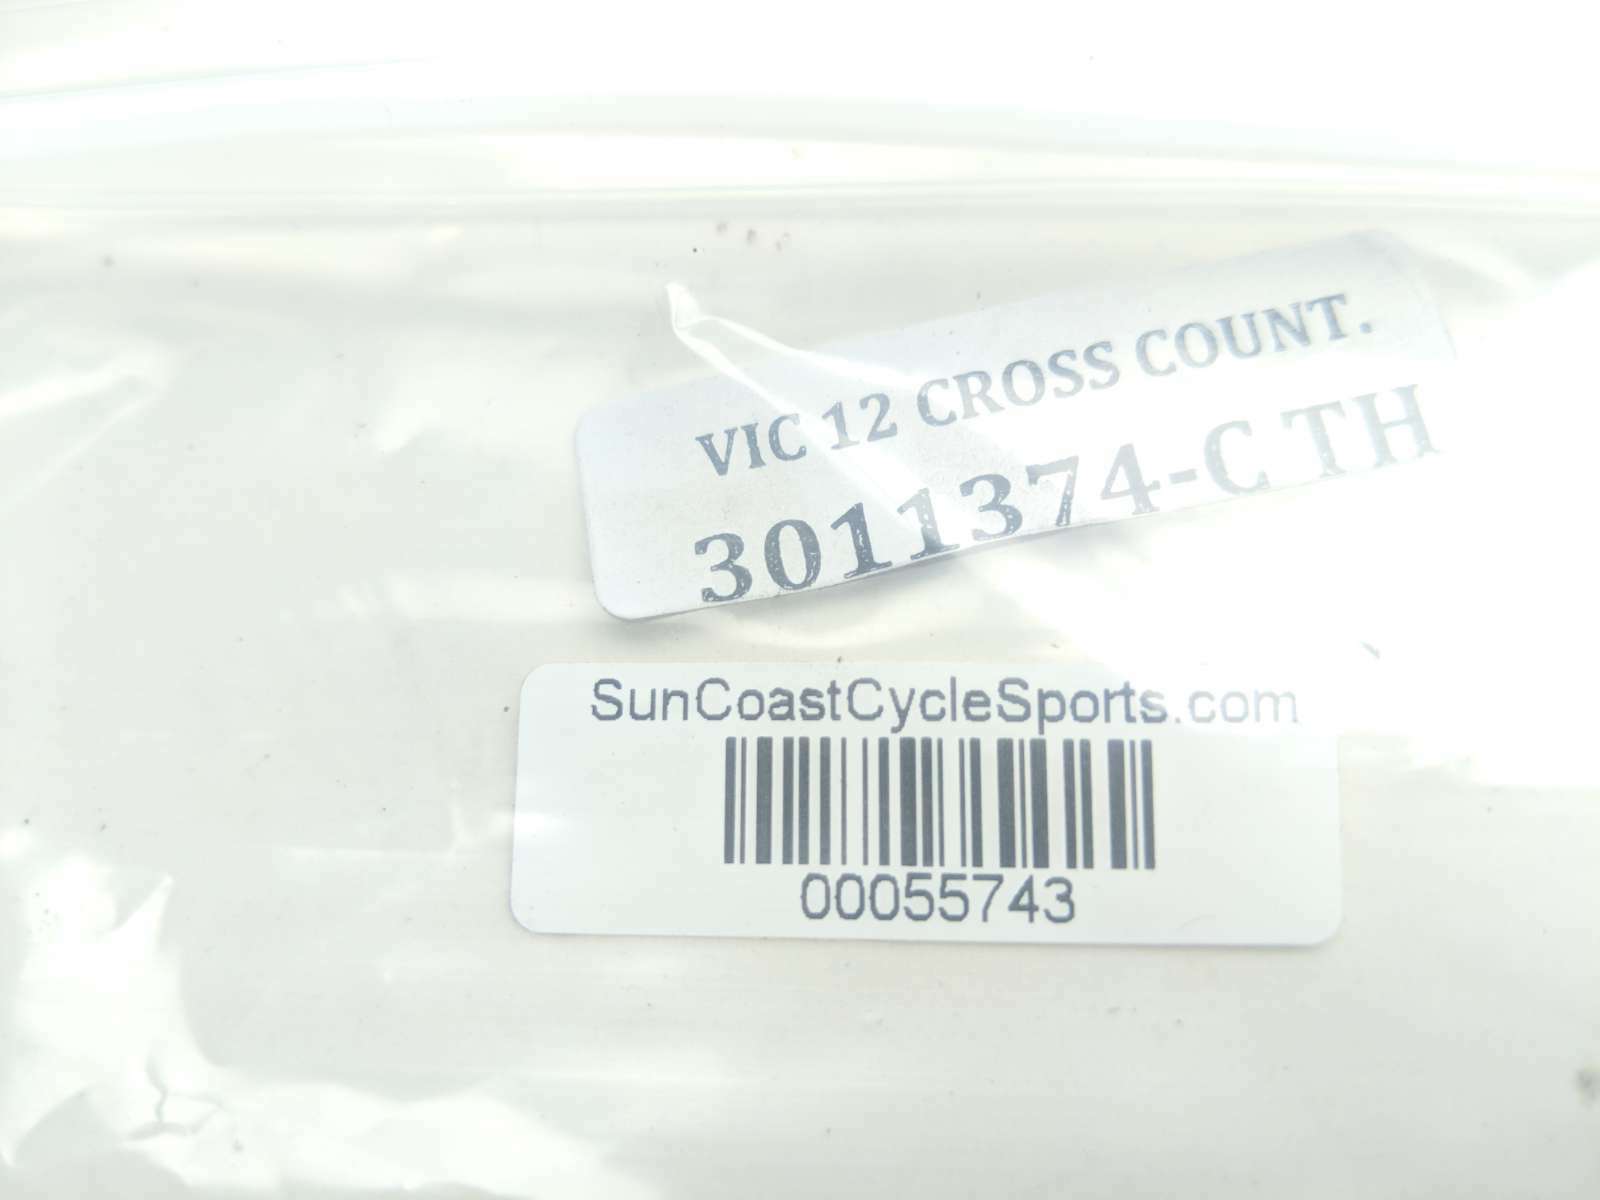 VIC 12 CROSS COUNT.
3011374-C TH
SunCoastCycleSports.com
00055743